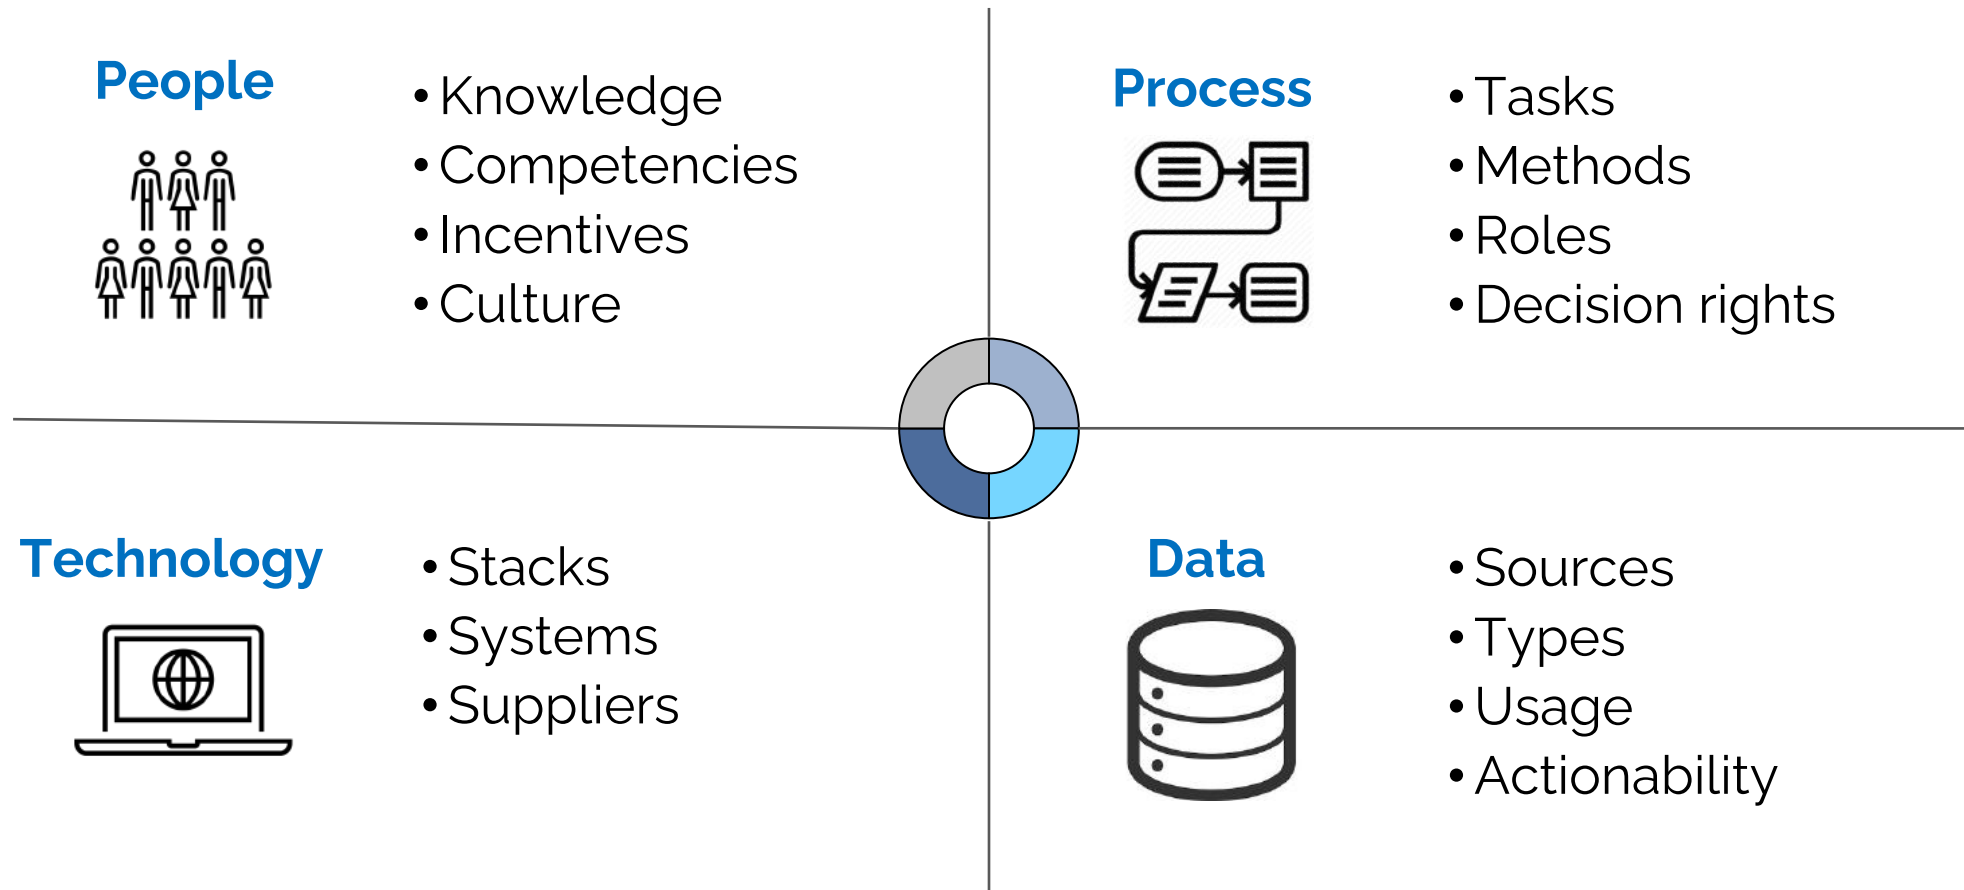 People
• Knowledge
• Competencies
• Incentives
• Culture
Process
• Tasks
• Methods
• Roles
• Decision rights
Technology
• Stacks
• Systems
• Suppliers
Data
• Sources
• Types
• Usage
• Actionability